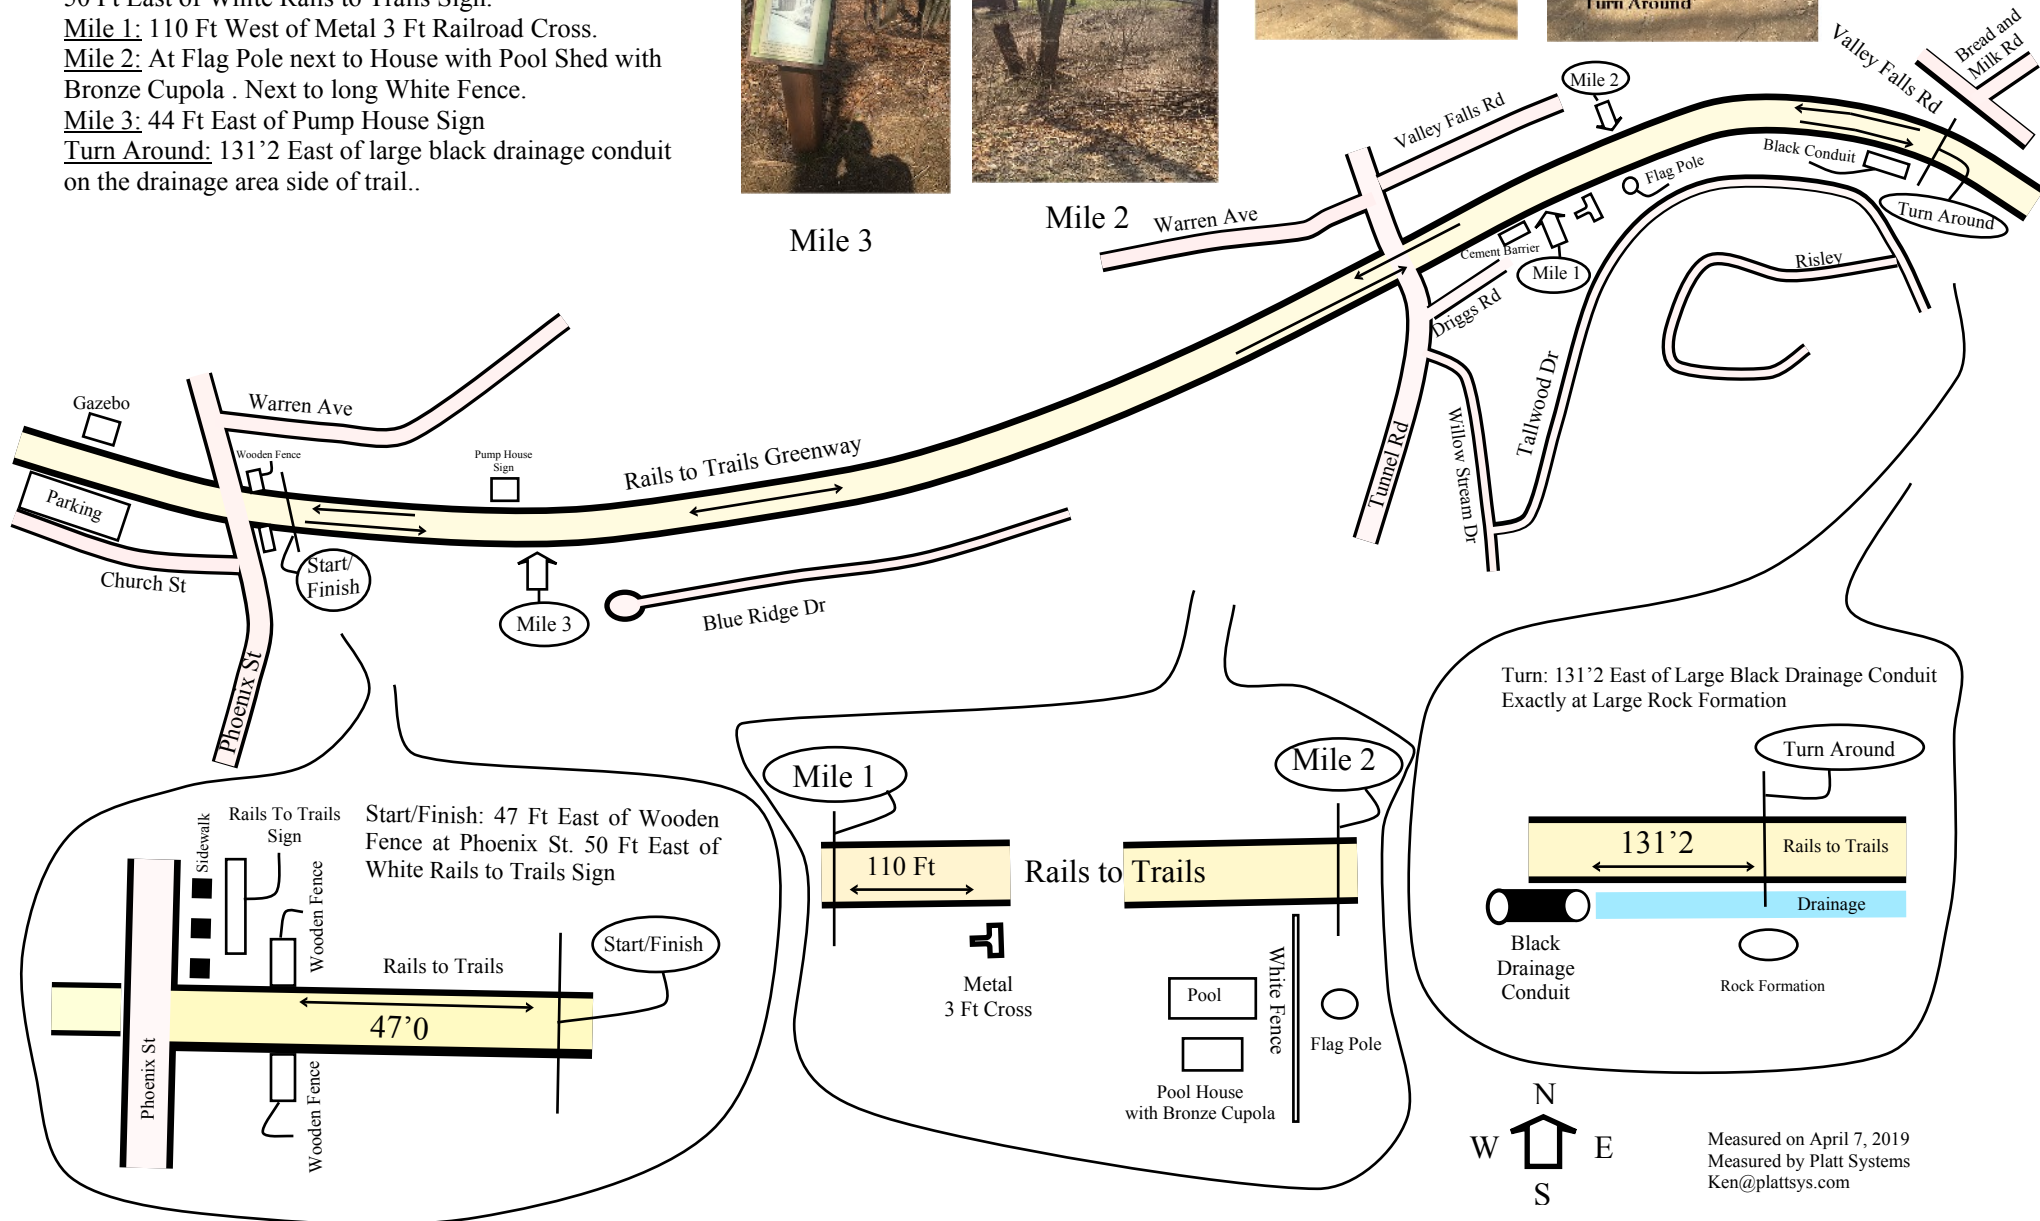 50 Ft East of White Rails to Trails Sign.
Mile 1: 110 Ft West of Metal 3 Ft Railroad Cross.
Mile 2: At Flag Pole next to House with Pool Shed with
Bronze Cupola . Next to long White Fence.
Mile 3: 44 Ft East of Pump House Sign
Turn Around: 131’2 East of large black drainage conduit
on the drainage area side of trail..
Mile 3
Mile 2
Turn Around
Valley Falls Rd
Bread and
Milk Rd
Mile 2
Valley Falls Rd
Black Conduit
Flag Pole
Turn Around
Warren Ave
Cement Barrier
Mile 1
Risley
Driggs Rd
Tallwood Dr
Willow Stream Dr
Tunnel Rd
Gazebo
Warren Ave
Wooden Fence
Pump House
Sign
Rails to Trails Greenway
Parking
Church St
Start/
Finish
Mile 3
Blue Ridge Dr
Phoenix St
Sidewalk
Rails To Trails
Sign
Start/Finish: 47 Ft East of Wooden
Fence at Phoenix St. 50 Ft East of
White Rails to Trails Sign
Wooden Fence
Rails to Trails
Start/Finish
47’0
Phoenix St
Wooden Fence
Mile 1
Mile 2
110 Ft
Rails to Trails
Metal
3 Ft Cross
Pool
White Fence
Flag Pole
Pool House
with Bronze Cupola
Turn: 131’2 East of Large Black Drainage Conduit
Exactly at Large Rock Formation
Turn Around
131’2
Rails to Trails
Drainage
Black
Drainage
Conduit
Rock Formation
N
W
E
S
Measured on April 7, 2019
Measured by Platt Systems
Ken@plattsys.com